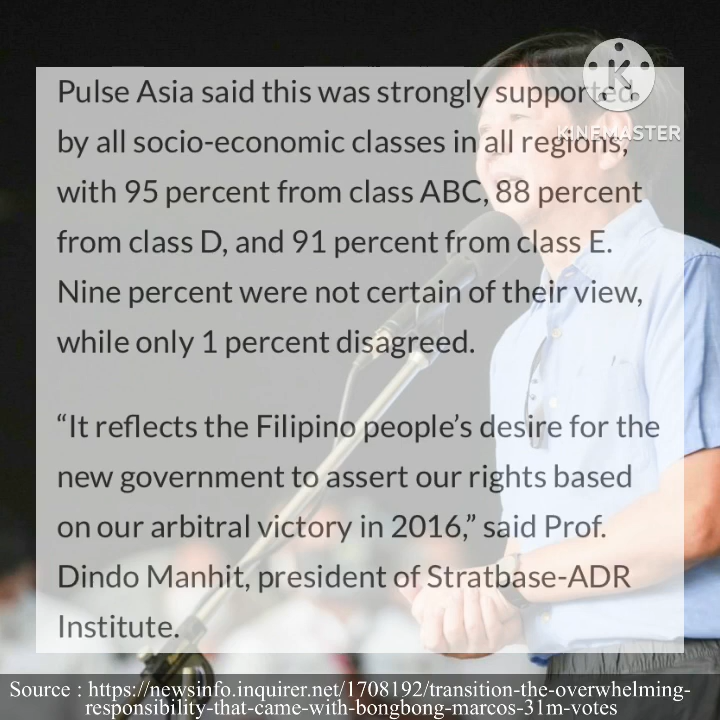 Pulse Asia said this was strongly supported
by all socio-economic classes in all regions,
with 95 percent from class ABC, 88 percent
from class D, and 91 percent from class E.
Nine percent were not certain of their view,
while only 1 percent disagreed.
“It reflects the Filipino people’s desire for the
new government to assert our rights based
on our arbitral victory in 2016,” said Prof.
Dindo Manhit, president of Stratbase-ADR
Institute.
K
KINEMASTER
Source : https://newsinfo.inquirer.net/1708192/transition-the-overwhelming-
responsibility-that-came-with-bongbong-marcos-31m-votes